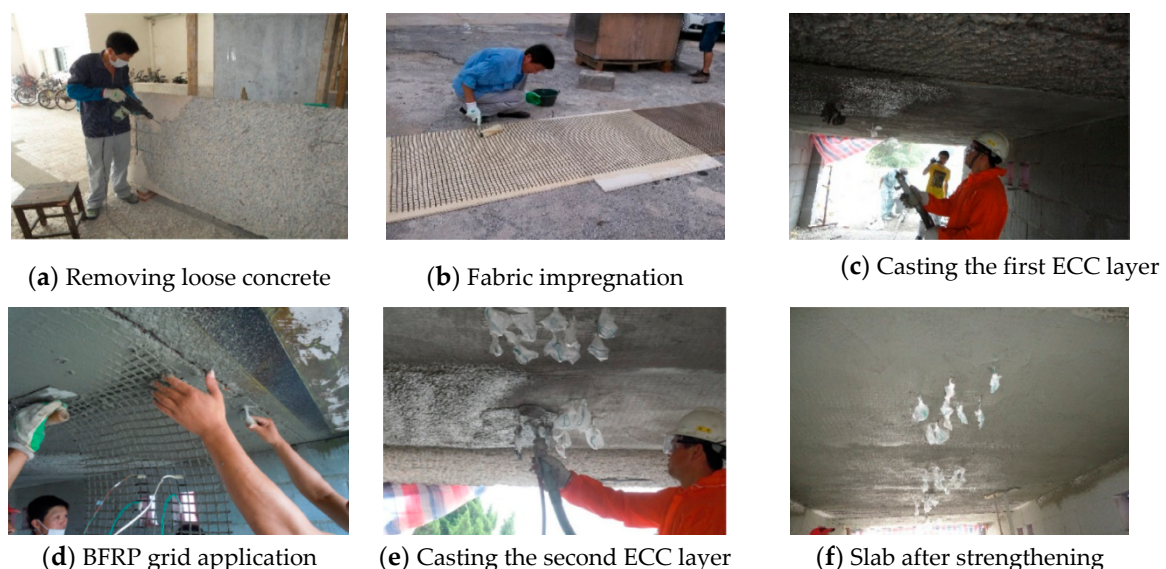 (a) Removing loose concrete
(b) Fabric impregnation
(c) Casting the first ECC layer
(d) BFRP grid application
(e) Casting the second ECC layer
(f) Slab after strengthening